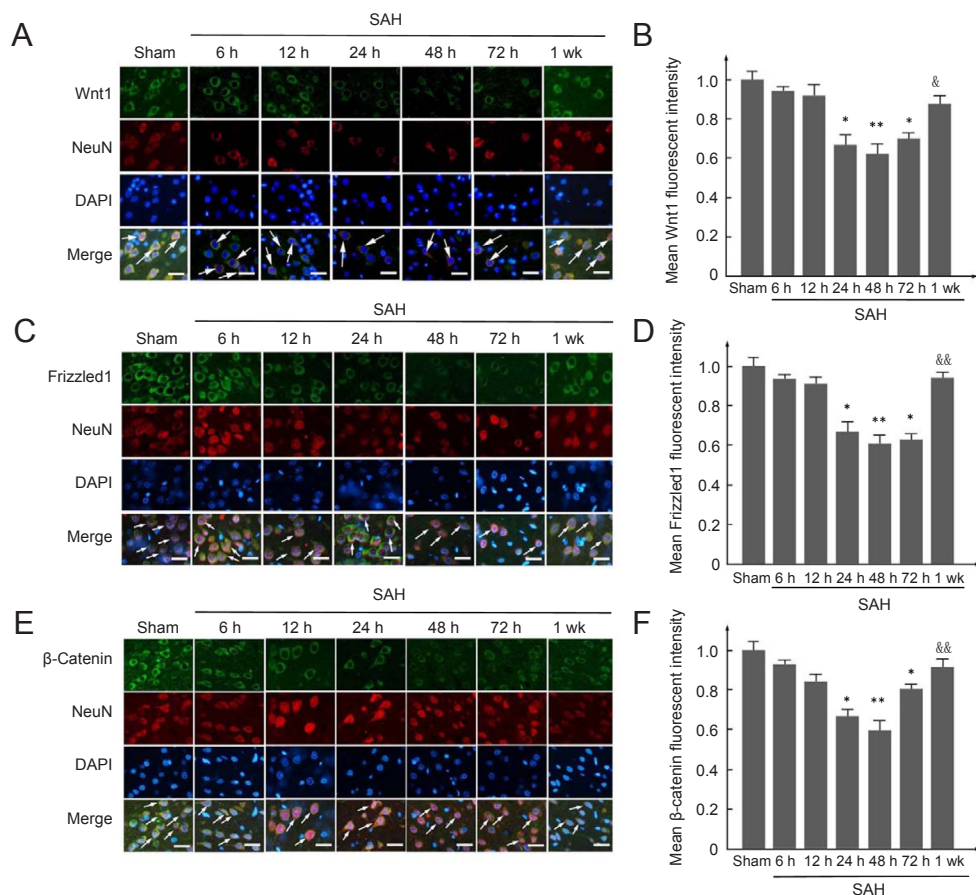 A
SAH
Sham 6 h 12 h 24 h 48 h 72 h 1 wk
Wnt1
NeuN
DAPI
Merge
B
Mean Wnt1 fluorescent intensity
1.0
0.8
0.6
1.0
1.0
0
* ** * &
Sham 6 h 12 h 24 h 48 h 72 h 1 wk
SAH
C
SAH
Sham 6 h 12 h 24 h 48 h 72 h 1 wk
Frizzled1
NeuN
DAPI
Merge
D
Mean Frizzled1 fluorescent intensity
1.0
0.8
0.6
0.4
0.2
0
* ** * &&
Sham 6 h 12 h 24 h 48 h 72 h 1 wk
SAH
E
SAH
Sham 6 h 12 h 24 h 48 h 72 h 1 wk
β-Catenin
NeuN
DAPI
Merge
F
Mean β-catenin fluorescent intensity
1.0
0.8
0.6
0.4
0.2
0
* ** * &&
Sham 6 h 12 h 24 h 48 h 72 h 1 wk
SAH